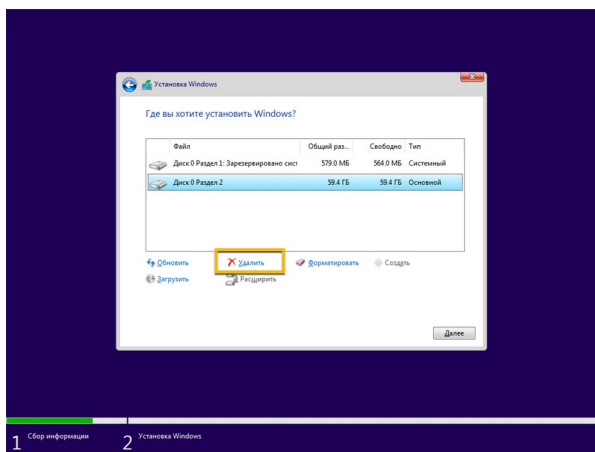 Установка Windows
Где вы хотите установить Windows?
Файл Общий раз... Свободно Тип
Диск 0 Раздел 1: Зарезервировано сист 579.0 МБ 564.0 МБ Системный
Диск 0 Раздел 2 59.4 ГБ 59.4 ГБ Основной
Обновить Удалить Форматировать Создать
Загрузить Расширить
Далее
1 Сбор информации 2 Установка Windows